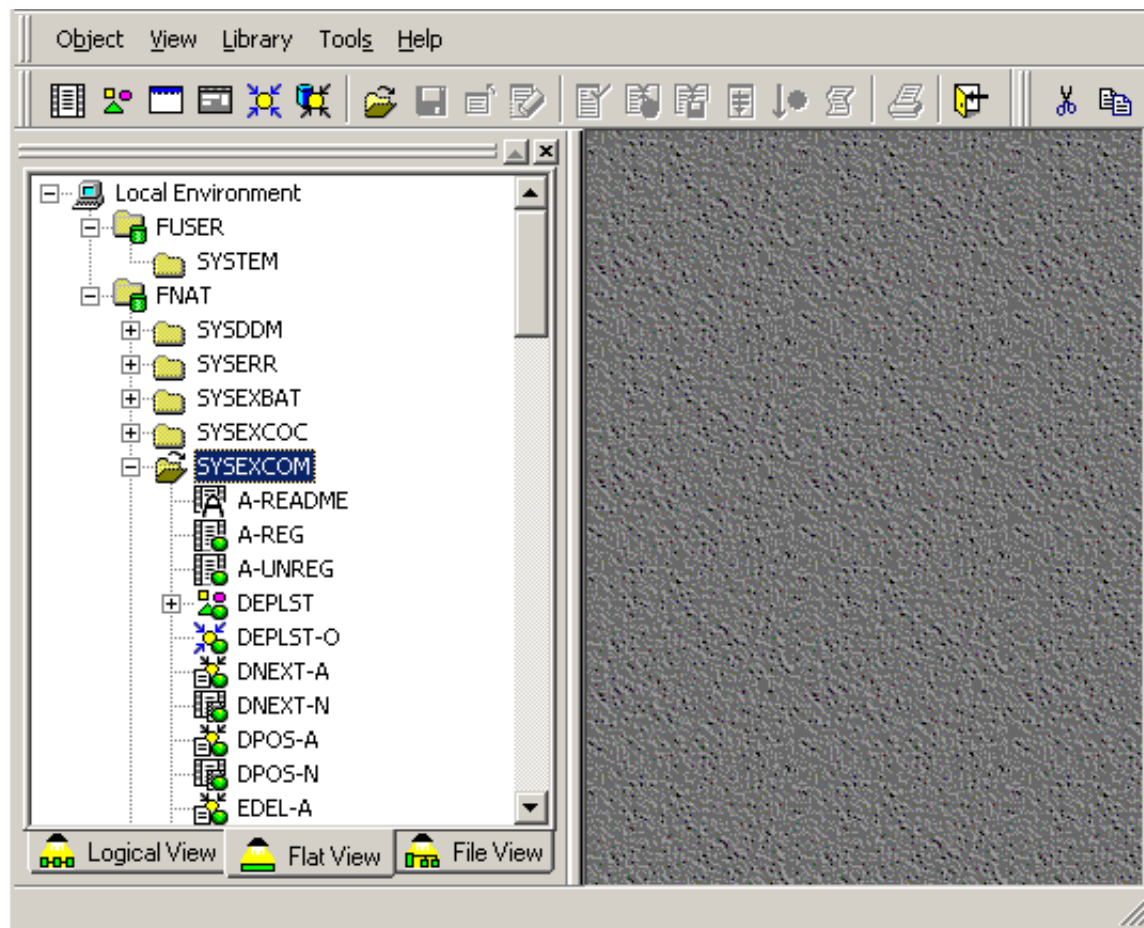 Object View Library Tools Help
Local Environment
FUSER
SYSTEM
FNAT
SYSDDM
SYSERR
SYSEXBAT
SYSEXCOC
SYSEXCOM
A-README
A-REG
A-UNREG
DEPLST
DEPLST-O
DNEXT-A
DNEXT-N
DPOS-A
DPOS-N
EDEL-A
Logical View Flat View File View